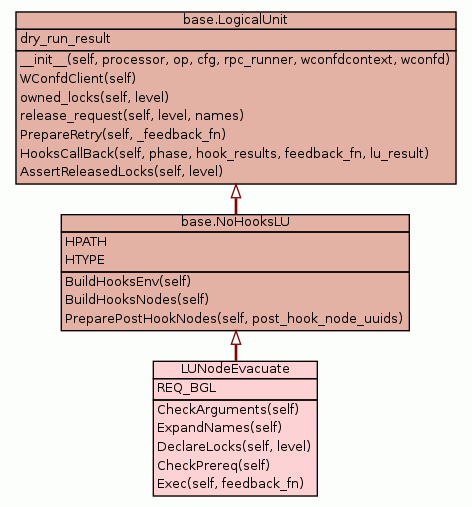 base.LogicalUnit
dry_run_result
__init__(self, processor, op, cfg, rpc_runner, wconfdcontext, wconfd)
WConfdClient(self)
owned_locks(self, level)
release_request(self, level, names)
PrepareRetry(self, _feedback_fn)
HooksCallBack(self, phase, hook_results, feedback_fn, lu_result)
AssertReleasedLocks(self, level)
base.NoHooksLU
HPATH
HTYPE
BuildHooksEnv(self)
BuildHooksNodes(self)
PreparePostHookNodes(self, post_hook_node_uuids)
LUNodeEvacuate
REQ_BGL
CheckArguments(self)
ExpandNames(self)
DeclareLocks(self, level)
CheckPrereq(self)
Exec(self, feedback_fn)